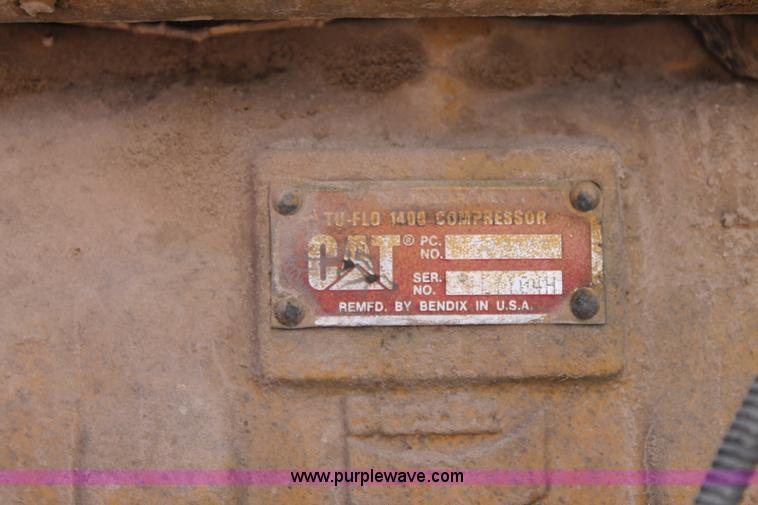 TU-FLO 1400 COMPRESSOR
CAT® PC. NO.
SER. NO.
REMFD. BY BENDIX IN U.S.A.
www.purplewave.com